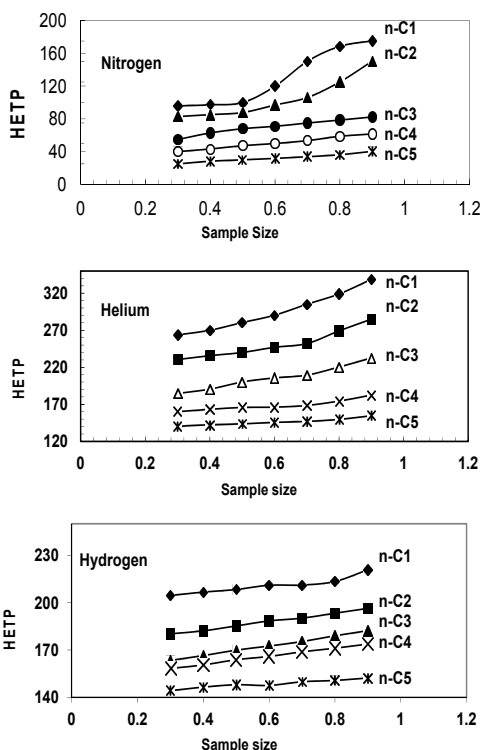 200
160
120
80
40
0
HETP
Nitrogen
n-C1
n-C2
n-C3
n-C4
n-C5
0 0.2 0.4 0.6 0.8 1 1.2
Sample Size
320
270
220
170
120
HETP
Helium
n-C1
n-C2
n-C3
n-C4
n-C5
0 0.2 0.4 0.6 0.8 1 1.2
Sample size
230
200
170
140
HETP
Hydrogen
n-C1
n-C2
n-C3
n-C4
n-C5
0 0.2 0.4 0.6 0.8 1 1.2
Sample size